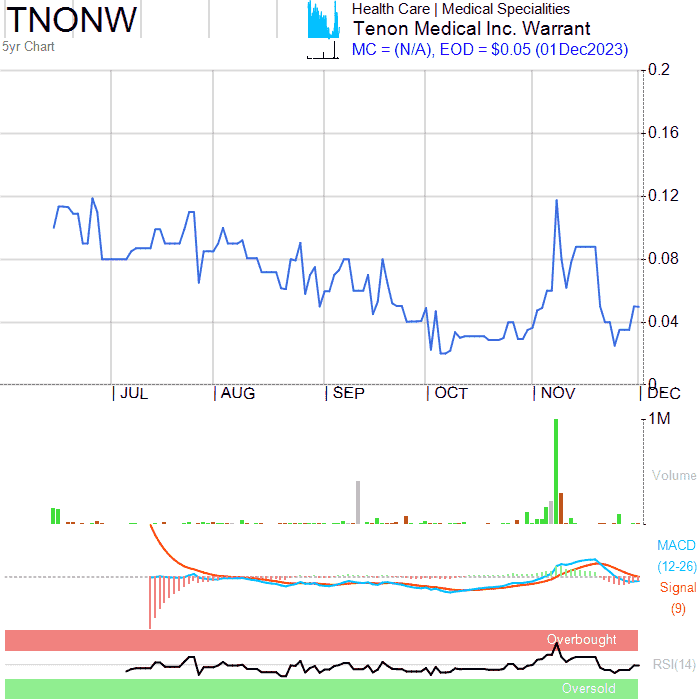 TNONW
5yr Chart
Health Care | Medical Specialities
Tenon Medical Inc. Warrant
MC = (N/A), EOD = $0.05 (01Dec2023)
0.2
0.16
0.12
0.08
0.04
0
JUL AUG SEP OCT NOV DEC
1M
Volume
MACD
(12-26)
Signal
(9)
Overbought
RSI(14)
Oversold